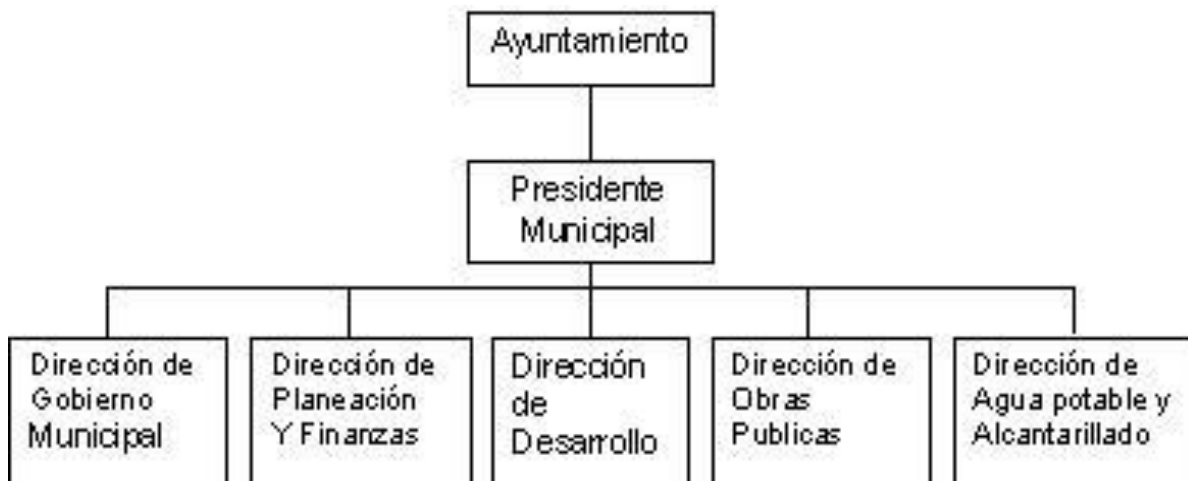 Ayuntamiento
Presidente
Municipal
Dirección de
Gobierno
Municipal
Dirección de
Planeación
Y Finanzas
Dirección
de
Desarrollo
Dirección de
Obras
Publicas
Dirección de
Agua potable y
Alcantarillado